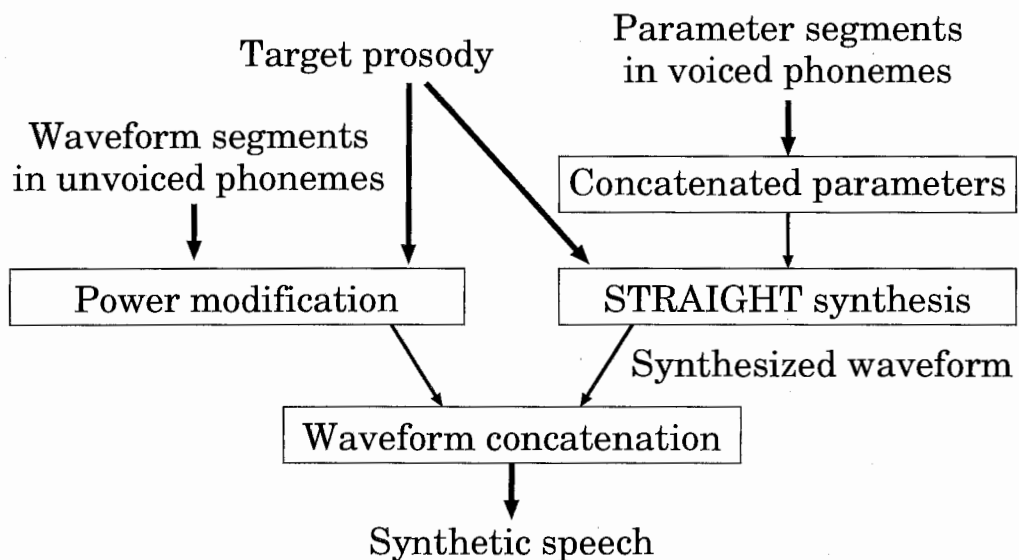 Target prosody
Parameter segments
in voiced phonemes
Waveform segments
in unvoiced phonemes
Concatenated parameters
Power modification
STRAIGHT synthesis
Synthesized waveform
Waveform concatenation
Synthetic speech